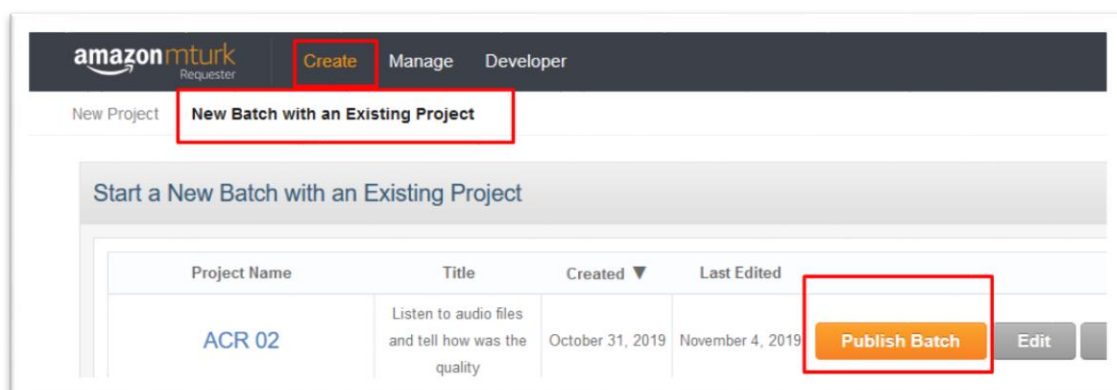 amazonmturk Create Manage Developer
Requester
New Project New Batch with an Existing Project
Start a New Batch with an Existing Project
Project Name Title Created ▼ Last Edited
Listen to audio files
ACR 02 and tell how was the October 31, 2019 November 4, 2019 Publish Batch Edit
quality